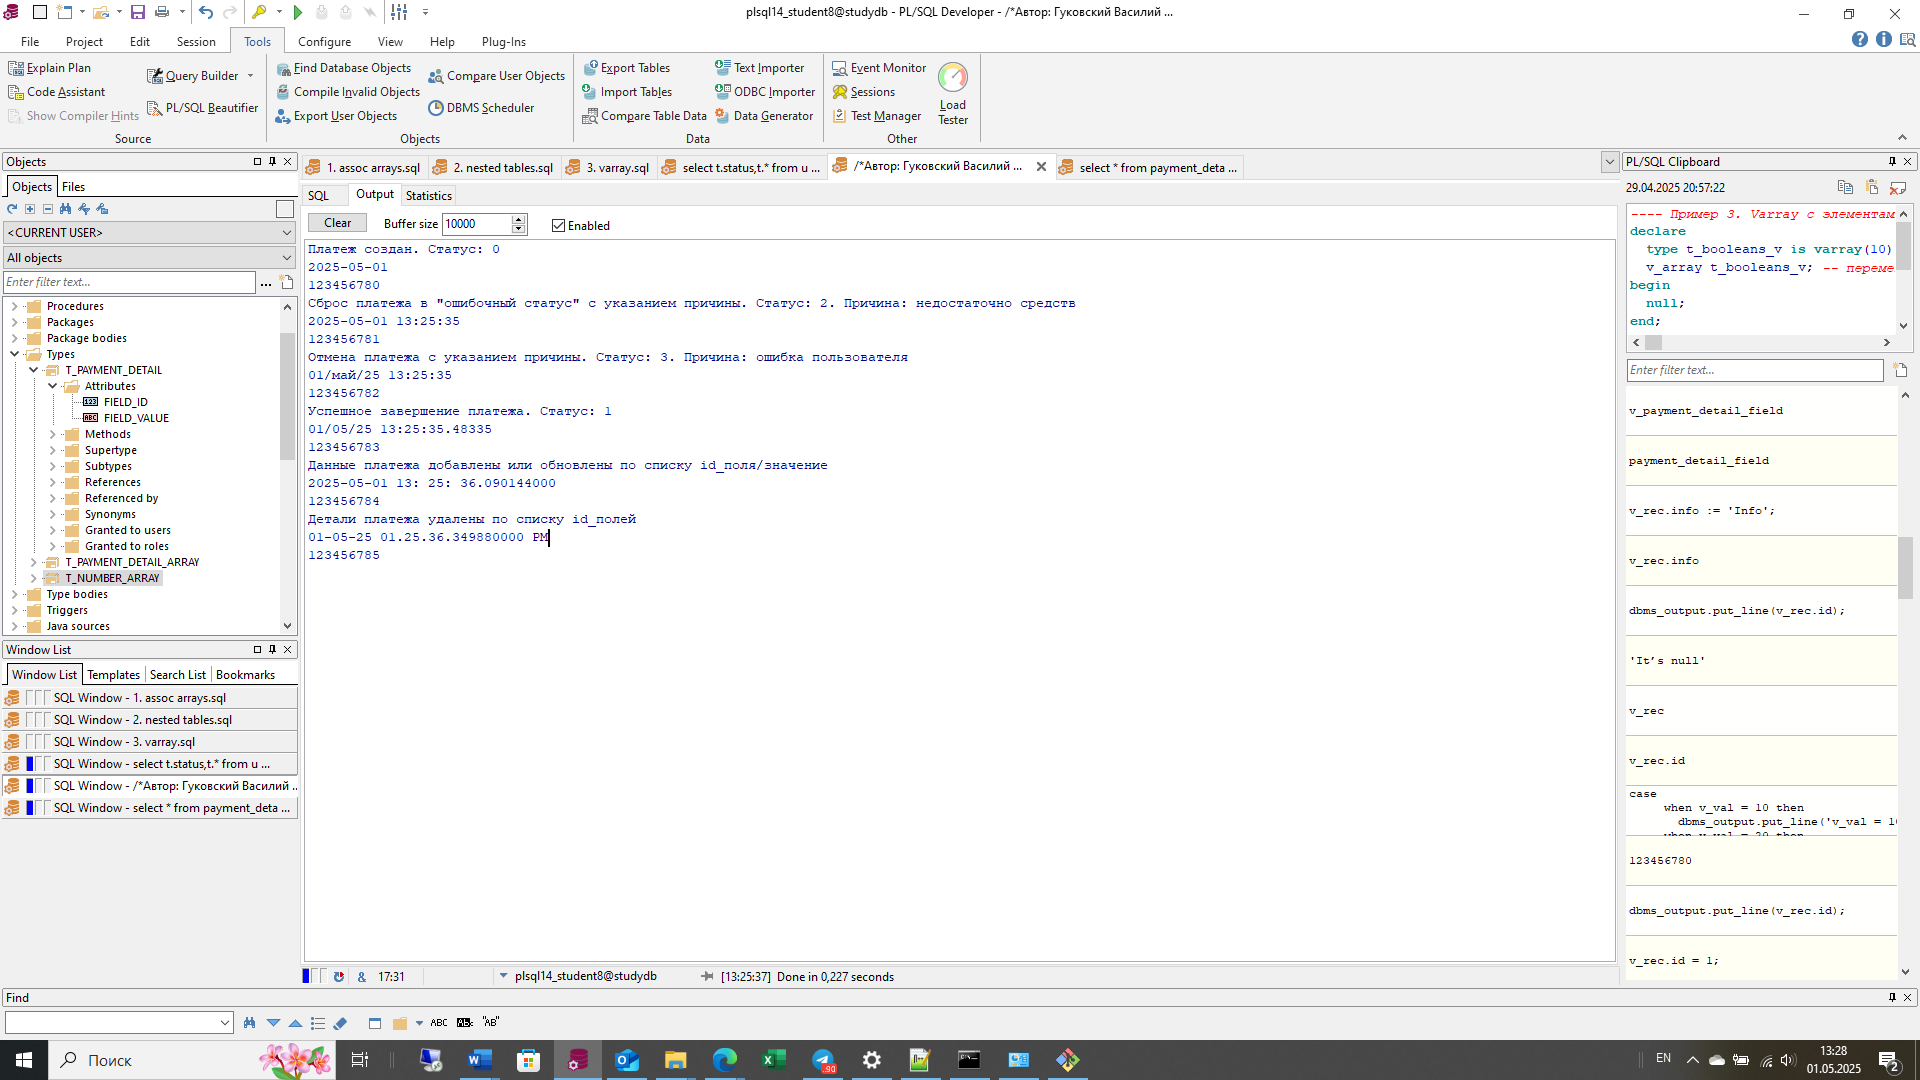 plsql14_student8@studydb - PL/SQL Developer - /*Автор: Гуковский Василий ...
File Project Edit Session Tools Configure View Help Plug-Ins
Explain Plan
Code Assistant
Show Compiler Hints
Query Builder
PL/SQL Beautifier
Source
Find Database Objects
Compile Invalid Objects
Export User Objects
Compare User Objects
DBMS Scheduler
Objects
Export Tables
Import Tables
Compare Table Data
Text Importer
ODBC Importer
Data Generator
Data
Event Monitor
Sessions
Test Manager
Load Tester
Other
Objects
Objects Files
<CURRENT USER>
All objects
Enter filter text...
Procedures
Packages
Package bodies
Types
T_PAYMENT_DETAIL
Attributes
FIELD_ID
FIELD_VALUE
Methods
Supertype
Subtypes
References
Referenced by
Synonyms
Granted to users
Granted to roles
T_PAYMENT_DETAIL_ARRAY
T_NUMBER_ARRAY
Type bodies
Triggers
Java sources
Window List
Window List Templates Search List Bookmarks
SQL Window - 1. assoc arrays.sql
SQL Window - 2. nested tables.sql
SQL Window - 3. varray.sql
SQL Window - select t.status,t.* from u ...
SQL Window - /*Автор: Гуковский Василий ..
SQL Window - select * from payment_deta ...
1. assoc arrays.sql 2. nested tables.sql 3. varray.sql select t.status,t.* from u ... /*Автор: Гуковский Василий ... select * from payment_deta ...
SQL Output Statistics
Clear Buffer size 10000 Enabled
Платеж создан. Статус: 0
2025-05-01
123456780
Сброс платежа в "ошибочный статус" с указанием причины. Статус: 2. Причина: недостаточно средств
2025-05-01 13:25:35
123456781
Отмена платежа с указанием причины. Статус: 3. Причина: ошибка пользователя
01/май/25 13:25:35
123456782
Успешное завершение платежа. Статус: 1
01/05/25 13:25:35.48335
123456783
Данные платежа добавлены или обновлены по списку id_поля/значение
2025-05-01 13: 25: 36.090144000
123456784
Детали платежа удалены по списку id_полей
01-05-25 01.25.36.349880000 PM
123456785
& 17:31 plsql14_student8@studydb [13:25:37] Done in 0,227 seconds
PL/SQL Clipboard
29.04.2025 20:57:22
---- Пример 3. Varray с элементам
declare
type t_booleans_v is varray(10)
v_array t_booleans_v; -- переме
begin
null;
end;
Enter filter text...
v_payment_detail_field
payment_detail_field
v_rec.info := 'Info';
v_rec.info
dbms_output.put_line(v_rec.id);
'It’s null'
v_rec
v_rec.id
case
when v_val = 10 then
dbms_output.put_line('v_val = 10
when v_val = 20 then
123456780
dbms_output.put_line(v_rec.id);
v_rec.id = 1;
Find
ABC ABC "AB"
Поиск
90
EN
13:28
01.05.2025
2